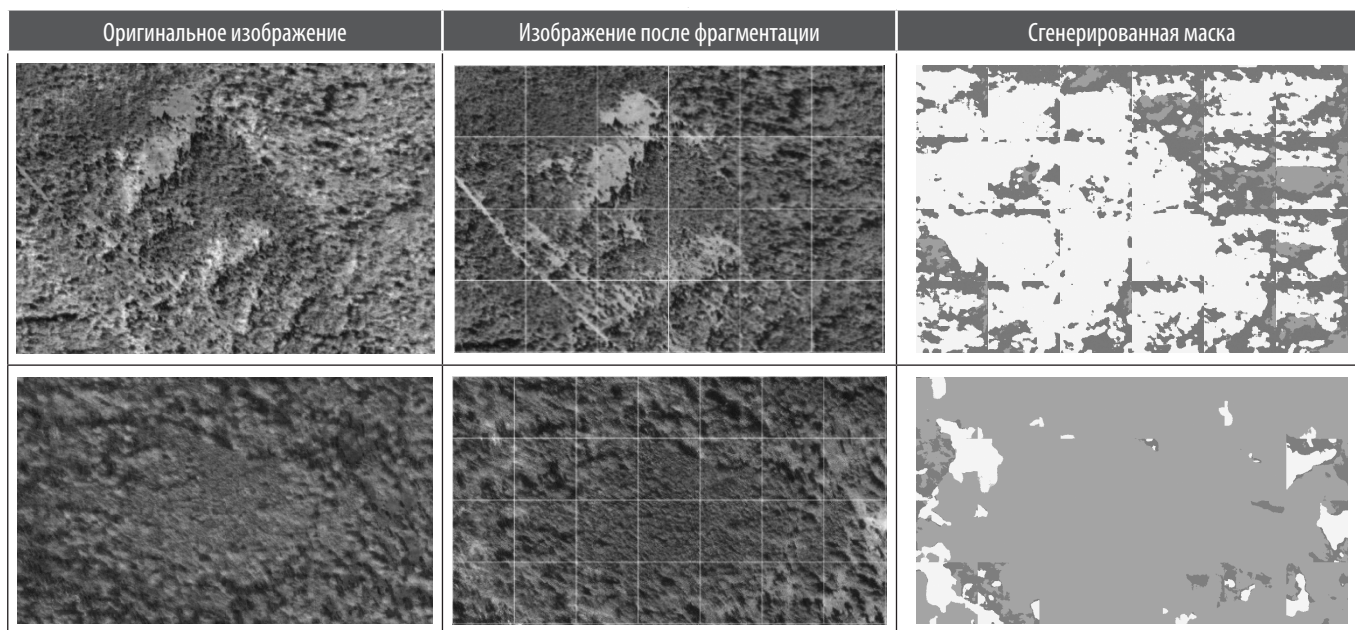 Оригинальное изображение
Изображение после фрагментации
Сгенерированная маска